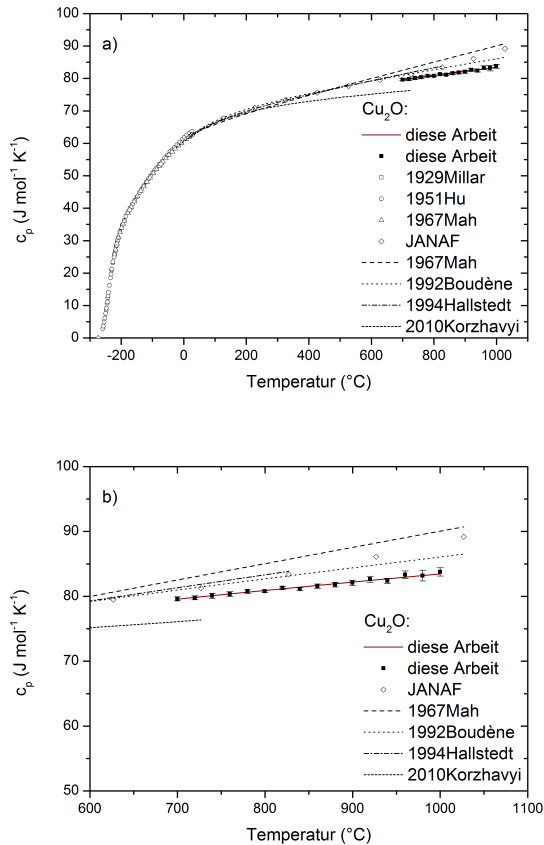 100
90
80
70
60
50
40
30
20
10
0
c_p (J mol⁻¹ K⁻¹)
a)
Cu₂O:
diese Arbeit
diese Arbeit
1929Millar
1951Hu
1967Mah
JANAF
1967Mah
1992Boudène
1994Hallstedt
2010Korzhavyi
-200 0 200 400 600 800 1000
Temperatur (°C)
100
90
80
70
60
50
c_p (J mol⁻¹ K⁻¹)
b)
Cu₂O:
diese Arbeit
diese Arbeit
JANAF
1967Mah
1992Boudène
1994Hallstedt
2010Korzhavyi
600 700 800 900 1000 1100
Temperatur (°C)